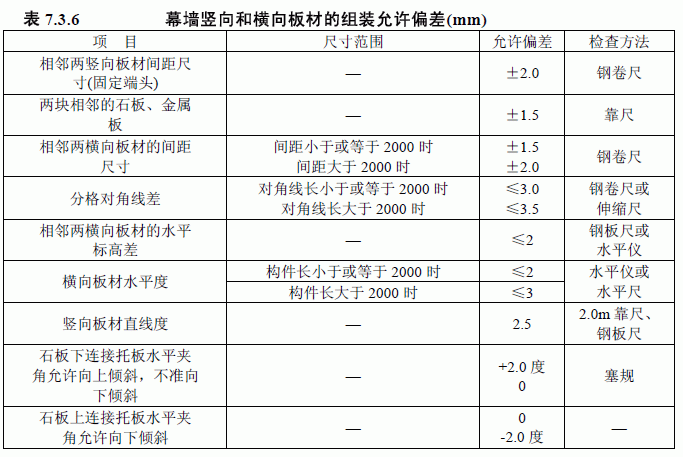 表 7.3.6 幕墙竖向和横向板材的组装允许偏差(mm)
项 目 尺寸范围 允许偏差 检查方法
相邻两竖向板材间距尺
寸(固定端头) — ±2.0 钢卷尺
两块相邻的石板、金属
板 — ±1.5 靠尺
相邻两横向板材的间距
尺寸
间距小于或等于 2000 时 ±1.5
间距大于 2000 时 ±2.0
钢卷尺
分格对角线差
对角线长小于或等于 2000 时 ≤3.0
对角线长大于 2000 时 ≤3.5
钢卷尺或
伸缩尺
相邻两横向板材的水平
标高差 — ≤2
钢板尺或
水平仪
横向板材水平度
构件长小于或等于 2000 时 ≤2
构件长大于 2000 时 ≤3
水平仪或
水平尺
竖向板材直线度 — 2.5
2.0m 靠尺、
钢板尺
石板下连接托板水平夹
角允许向上倾斜，不准向
下倾斜
—
+2.0 度
0
塞规
石板上连接托板水平夹
角允许向下倾斜
—
0
-2.0 度
—